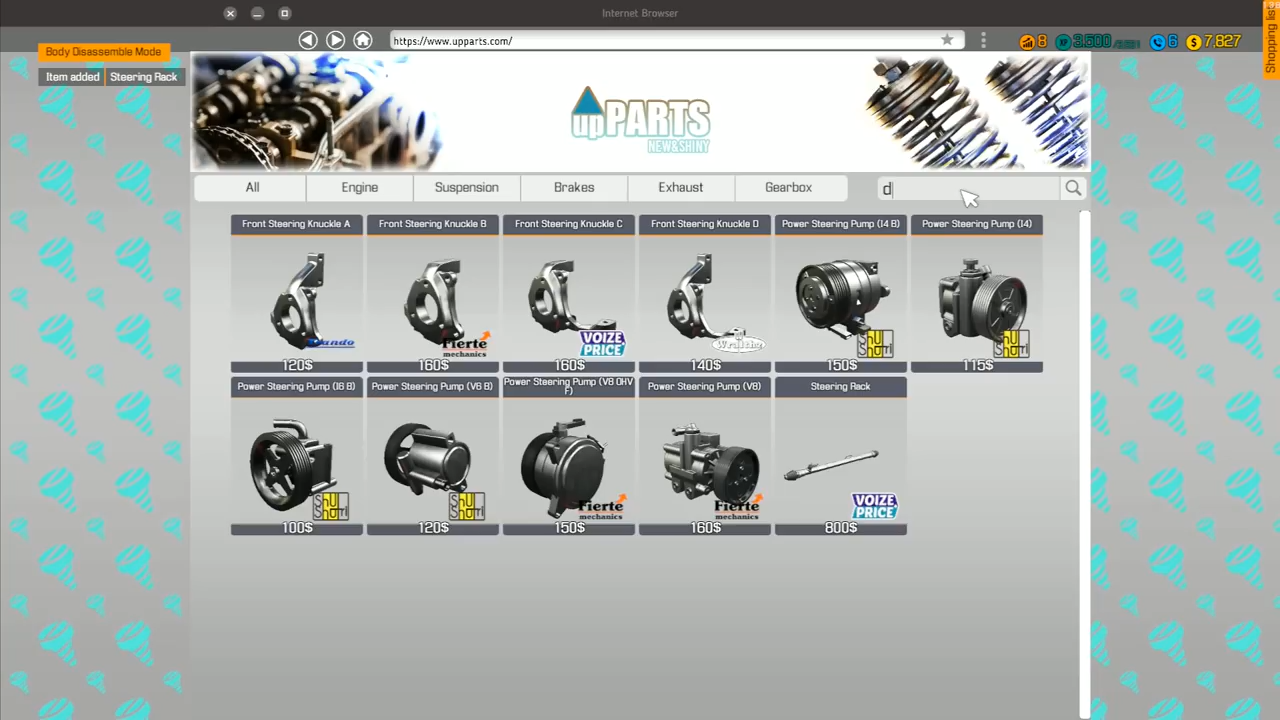 Internet Browser
https://www.upparts.com/
8
3,500
6
7,827
Shopping list
Body Disassemble Mode
Item added
Steering Rack
upPARTS
NEW&SHINY
All
Engine
Suspension
Brakes
Exhaust
Gearbox
d
Front Steering Knuckle A
Front Steering Knuckle B
Front Steering Knuckle C
Front Steering Knuckle D
Power Steering Pump (I4 B)
Power Steering Pump (I4)
Fierte
mechanics
VOIZE
PRICE
120$
160$
160$
140$
150$
115$
Power Steering Pump (I6 B)
Power Steering Pump (V6 B)
Power Steering Pump (V8 OHV
F)
Power Steering Pump (V8)
Steering Rack
Fierte
mechanics
Fierte
mechanics
VOIZE
PRICE
100$
120$
150$
160$
800$